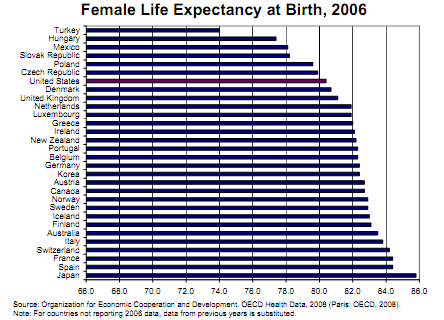 Female Life Expectancy at Birth, 2006
Turkey
Hungary
Mexico
Slovak Republic
Poland
Czech Republic
United States
Denmark
United Kingdom
Netherlands
Luxembourg
Greece
Ireland
New Zealand
Portugal
Belgium
Germany
Korea
Austria
Canada
Norway
Sweden
Iceland
Finland
Australia
Italy
Switzerland
France
Spain
Japan
66.0 68.0 70.0 72.0 74.0 76.0 78.0 80.0 82.0 84.0 86.0
Source: Organization for Economic Cooperation and Development. OECD Health Data, 2008 (Paris: OECD, 2008).
Note: For countries not reporting 2006 data, data from previous years is substituted.